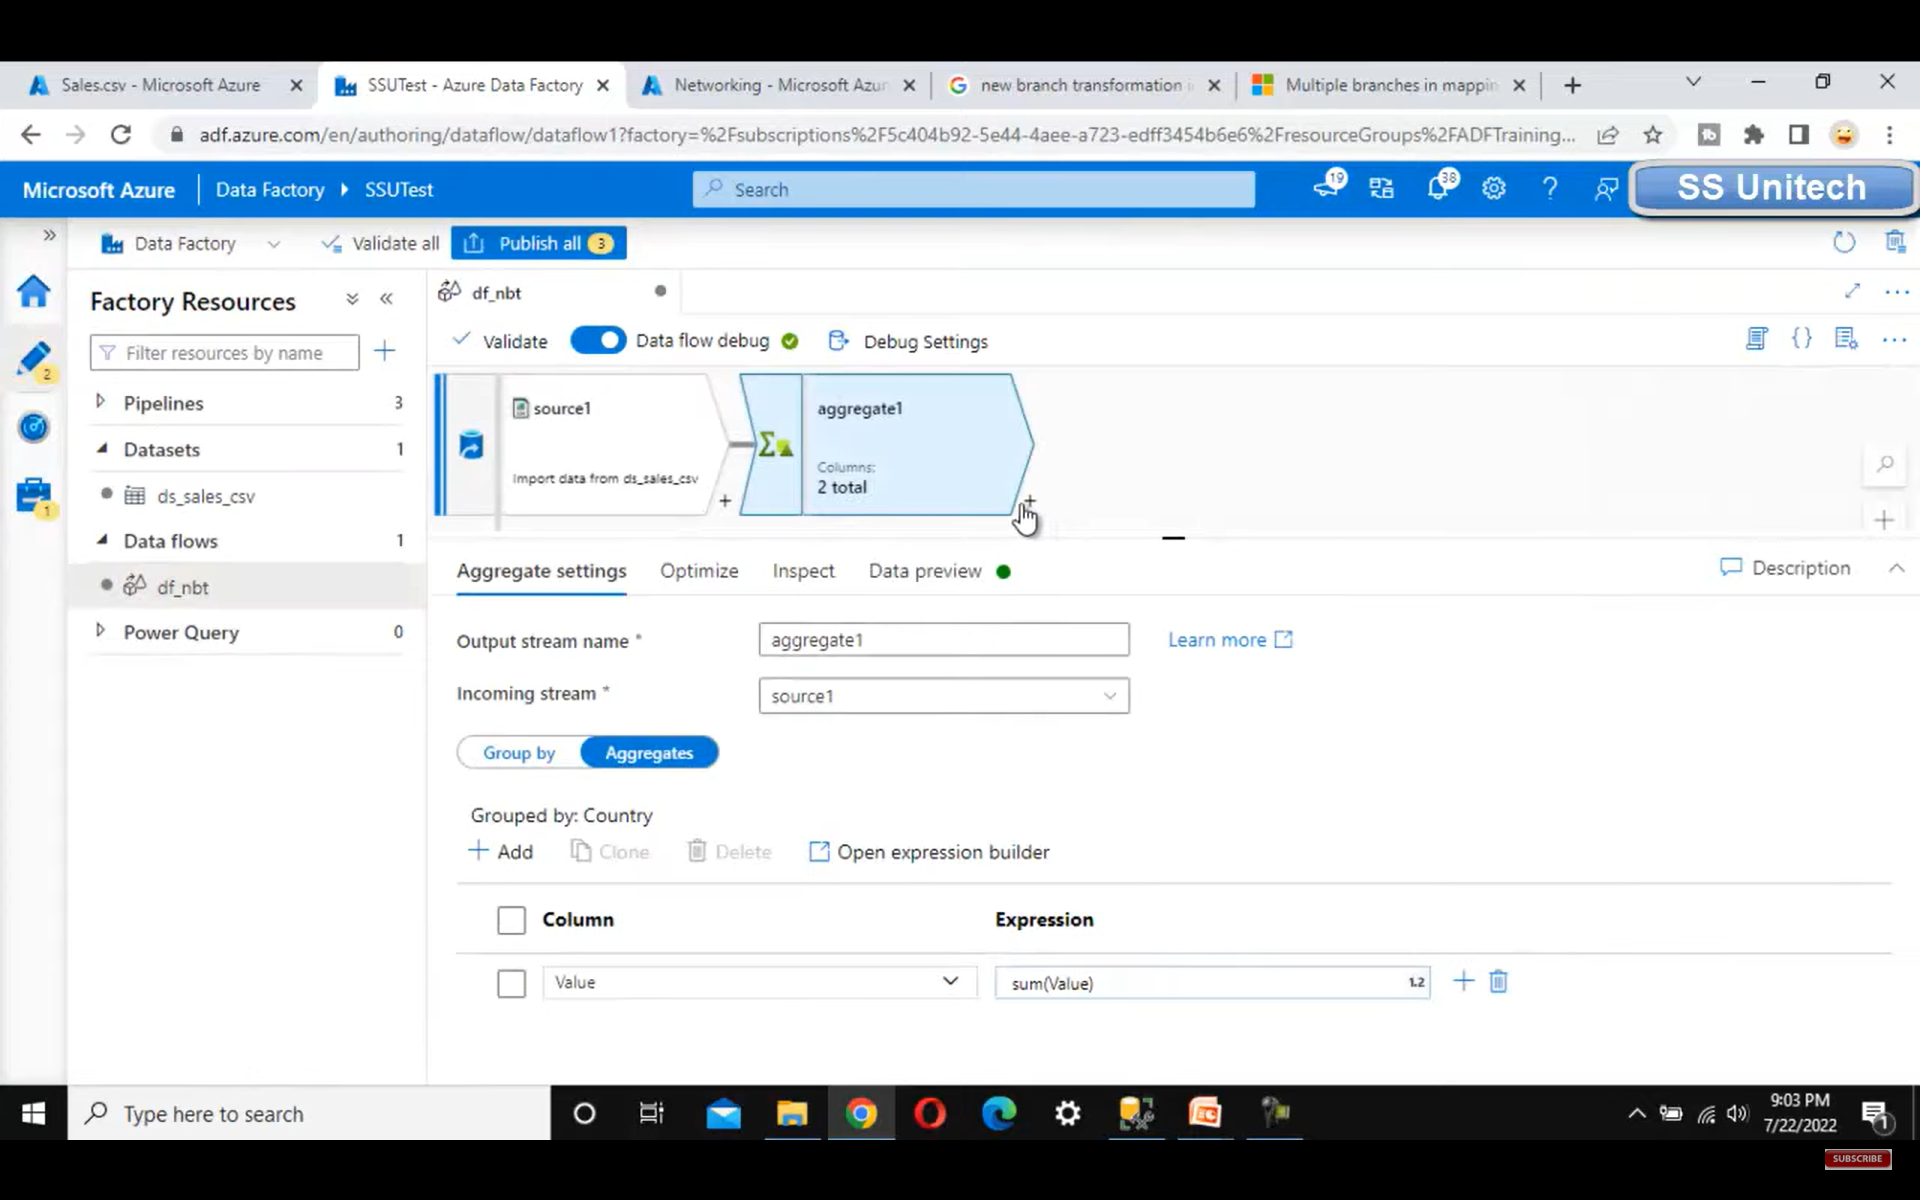 Sales.csv - Microsoft Azure
SSUTest - Azure Data Factory
Networking - Microsoft Azur
new branch transformation i
Multiple branches in mappin
adf.azure.com/en/authoring/dataflow/dataflow1?factory=%2Fsubscriptions%2F5c404b92-5e44-4aee-a723-edff3454b6e6%2FresourceGroups%2FADFTraining...
Microsoft Azure
Data Factory
SSUTest
Search
19
38
SS Unitech
Data Factory
Validate all
Publish all 3
Factory Resources
df_nbt
Filter resources by name
Validate
Data flow debug
Debug Settings
2
Pipelines 3
Datasets 1
ds_sales_csv
1
Data flows 1
df_nbt
Power Query 0
source1
Import data from ds_sales_csv
aggregate1
Columns:
2 total
Aggregate settings
Optimize
Inspect
Data preview
Description
Output stream name *
aggregate1
Learn more
Incoming stream *
source1
Group by
Aggregates
Grouped by: Country
Add
Clone
Delete
Open expression builder
Column
Expression
Value
sum(Value)
1.2
Type here to search
9:03 PM
7/22/2022
1
SUBSCRIBE